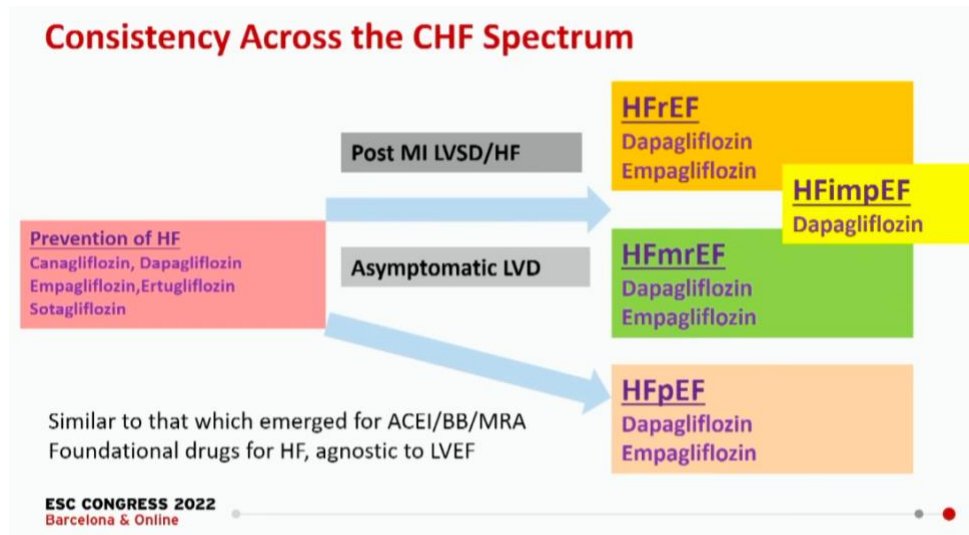 Consistency Across the CHF Spectrum
Post MI LVSD/HF
Asymptomatic LVD
Prevention of HF
Canagliflozin, Dapagliflozin
Empagliflozin,Ertugliflozin
Sotagliflozin
HFrEF
Dapagliflozin
Empagliflozin
HFimpEF
Dapagliflozin
HFmrEF
Dapagliflozin
Empagliflozin
HFpEF
Dapagliflozin
Empagliflozin
Similar to that which emerged for ACEI/BB/MRA
Foundational drugs for HF, agnostic to LVEF
ESC CONGRESS 2022
Barcelona & Online